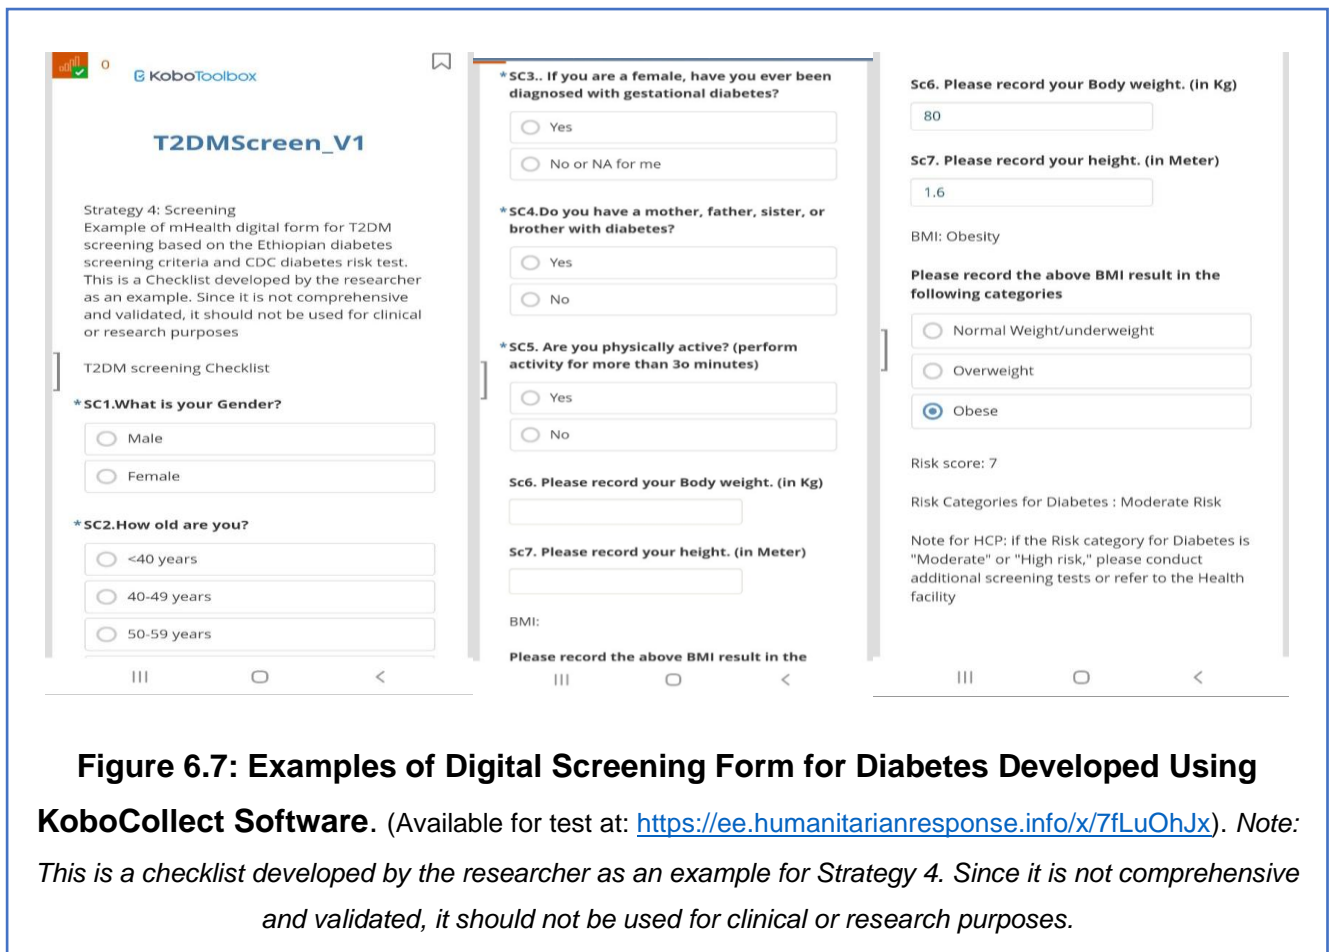 0
KoboToolbox
T2DMScreen_V1
Strategy 4: Screening
Example of mHealth digital form for T2DM
screening based on the Ethiopian diabetes
screening criteria and CDC diabetes risk test.
This is a Checklist developed by the researcher
as an example. Since it is not comprehensive
and validated, it should not be used for clinical
or research purposes
T2DM screening Checklist
*SC1.What is your Gender?
Male
Female
*SC2.How old are you?
<40 years
40-49 years
50-59 years
*SC3.. If you are a female, have you ever been
diagnosed with gestational diabetes?
Yes
No or NA for me
*SC4.Do you have a mother, father, sister, or
brother with diabetes?
Yes
No
*SC5. Are you physically active? (perform
activity for more than 3o minutes)
Yes
No
Sc6. Please record your Body weight. (in Kg)
Sc7. Please record your height. (in Meter)
BMI:
Please record the above BMI result in the
Sc6. Please record your Body weight. (in Kg)
80
Sc7. Please record your height. (in Meter)
1.6
BMI: Obesity
Please record the above BMI result in the
following categories
Normal Weight/underweight
Overweight
Obese
Risk score: 7
Risk Categories for Diabetes : Moderate Risk
Note for HCP: if the Risk category for Diabetes is
"Moderate" or "High risk," please conduct
additional screening tests or refer to the Health
facility
Figure 6.7: Examples of Digital Screening Form for Diabetes Developed Using
KoboCollect Software. (Available for test at: https://ee.humanitarianresponse.info/x/7fLuOhJx). Note:
This is a checklist developed by the researcher as an example for Strategy 4. Since it is not comprehensive
and validated, it should not be used for clinical or research purposes.